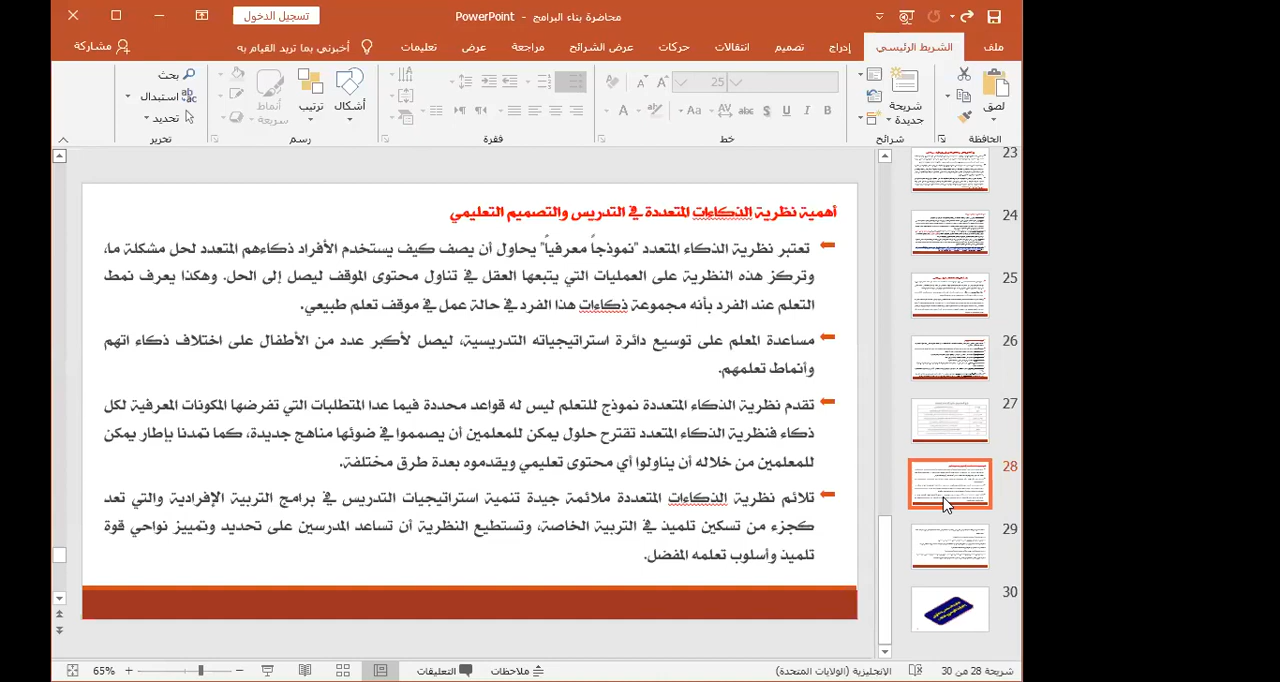 تسجيل الدخول
محاضرة بناء البرامج - PowerPoint
ملف
الشريط الرئيسي
إدراج
تصميم
انتقالات
حركات
عرض الشرائح
مراجعة
عرض
تعليمات
أخبرني بما تريد القيام به
مشاركة
لصق
الحافظة
شريحة جديدة
شرائح
25
خط
فقرة
أشكال
ترتيب
أنماط سريعة
رسم
بحث
استبدال
تحديد
تحرير
أهمية نظرية الذكاءات المتعددة في التدريس والتصميم التعليمي
تعتبر نظرية الذكاء المتعدد "نموذجاً معرفياً" يحاول أن يصف كيف يستخدم الأفراد ذكاءهم المتعدد لحل مشكلة ما،
وتركز هذه النظرية على العمليات التي يتبعها العقل في تناول محتوى الموقف ليصل إلى الحل. وهكذا يعرف نمط
التعلم عند الفرد بأنه مجموعة ذكاءات هذا الفرد في حالة عمل في موقف تعلم طبيعي.
مساعدة المعلم على توسيع دائرة استراتيجياته التدريسية، ليصل لأكبر عدد من الأطفال على اختلاف ذكاء اتهم
وأنماط تعلمهم.
تقدم نظرية الذكاء المتعددة نموذج للتعلم ليس له قواعد محددة فيما عدا المتطلبات التي تفرضها المكونات المعرفية لكل
ذكاء فنظرية الذكاء المتعدد تقترح حلول يمكن للمعلمين أن يصمموا في ضوئها مناهج جديدة، كما تمدنا بإطار يمكن
للمعلمين من خلاله أن يناولوا أي محتوى تعليمي ويقدموه بعدة طرق مختلفة.
تلائم نظرية الذكاءات المتعددة ملائمة جيدة تنمية استراتيجيات التدريس في برامج التربية الافرادية والتي تعد
كجزء من تسكين تلميذ في التربية الخاصة، وتستطيع النظرية أن تساعد المدرسين على تحديد وتمييز نواحي قوة
تلميذ وأسلوب تعلمه المفضل.
23
24
25
26
27
28
29
30
شريحة 28 من 30
الإنجليزية (الولايات المتحدة)
ملاحظات
التعليقات
65%